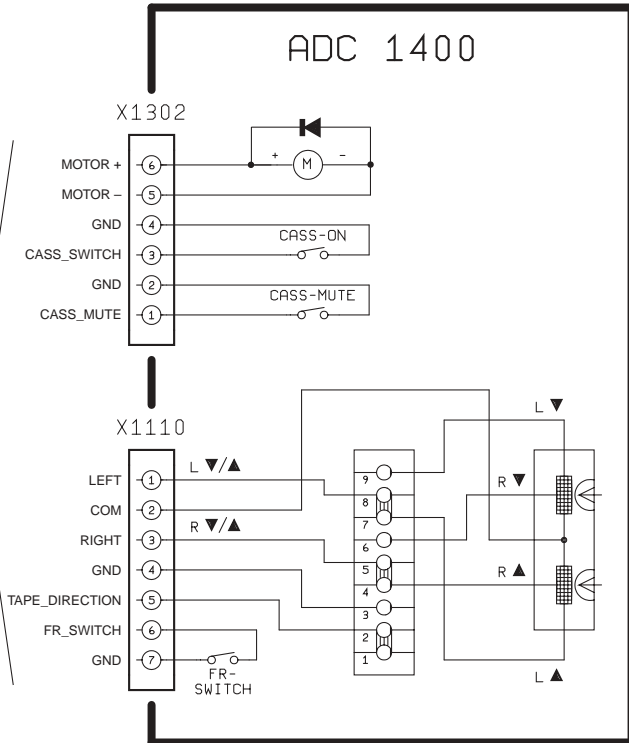 ADC 1400
X1302
MOTOR + 6 + M –
MOTOR – 5
GND 4
CASS-ON
CASS_SWITCH 3
GND 2
CASS-MUTE
CASS_MUTE 1
X1110
L ▼
L ▼/▲
LEFT 1
COM 2
R ▼/▲
RIGHT 3
GND 4
TAPE_DIRECTION 5
FR_SWITCH 6
GND 7
FR-
SWITCH
9
8
7
6
5
4
3
2
1
R ▼
R ▲
L ▲